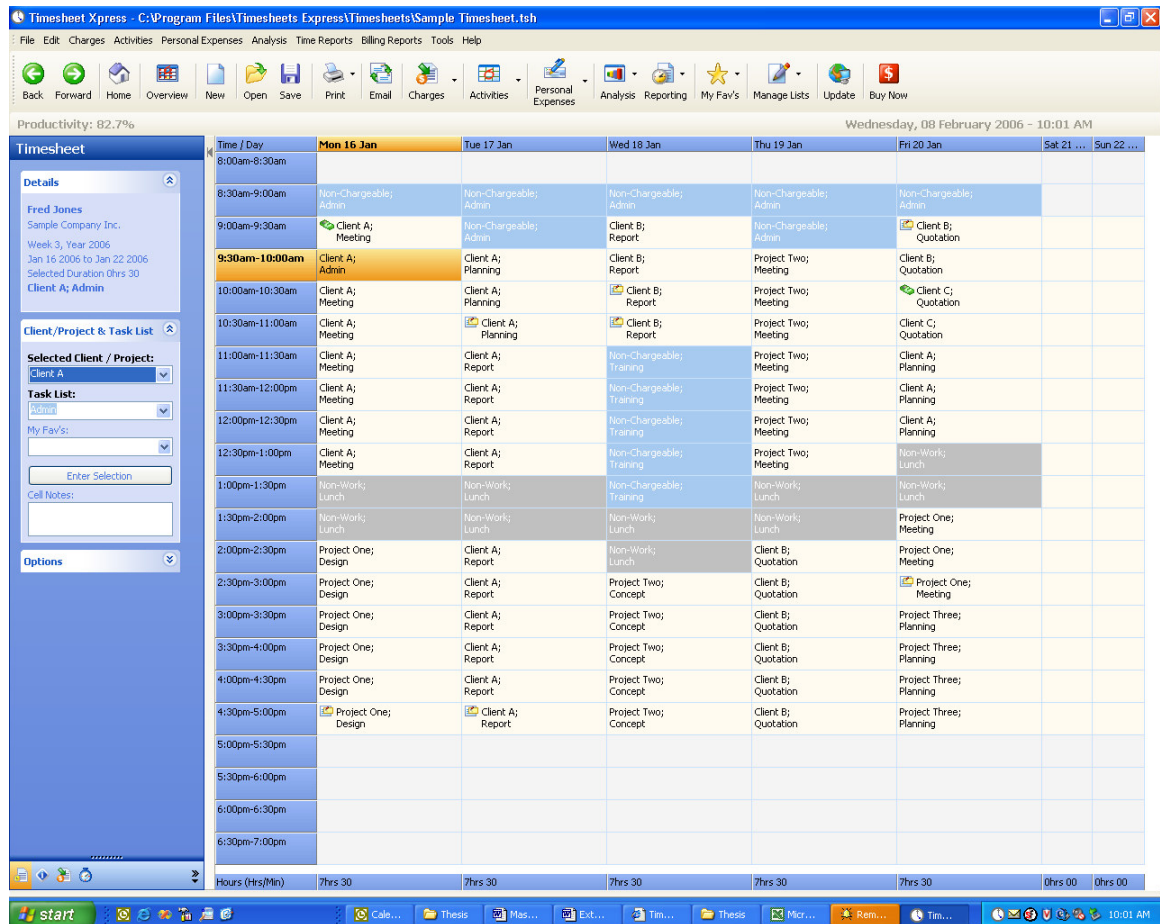 Timesheet Xpress - C:\Program Files\Timesheets Express\Timesheets\Sample Timesheet.tsh
File Edit Charges Activities Personal Expenses Analysis Time Reports Billing Reports Tools Help
Back Forward Home Overview New Open Save Print Email Charges Activities Personal Expenses Analysis Reporting My Fav's Manage Lists Update Buy Now
Productivity: 82.7% Wednesday, 08 February 2006 - 10:01 AM
Timesheet
Details
Fred Jones
Sample Company Inc.
Week 3, Year 2006
Jan 16 2006 to Jan 22 2006
Selected Duration 0hrs 30
Client A; Admin
Client/Project & Task List
Selected Client / Project:
Client A
Task List:
Admin
My Fav's:
Enter Selection
Cell Notes:
Options
Time / Day Mon 16 Jan Tue 17 Jan Wed 18 Jan Thu 19 Jan Fri 20 Jan Sat 21 ... Sun 22 ...
8:00am-8:30am
8:30am-9:00am Non-Chargeable; Non-Chargeable; Non-Chargeable; Non-Chargeable; Non-Chargeable;
Admin Admin Admin Admin Admin
9:00am-9:30am Client A; Non-Chargeable; Client B; Non-Chargeable; Client B;
Meeting Admin Report Admin Quotation
9:30am-10:00am Client A; Client A; Client B; Project Two; Client B;
Admin Planning Report Meeting Quotation
10:00am-10:30am Client A; Client A; Client B; Project Two; Client C;
Meeting Planning Report Meeting Quotation
10:30am-11:00am Client A; Client A; Client B; Project Two; Client C;
Meeting Planning Report Meeting Quotation
11:00am-11:30am Client A; Client A; Non-Chargeable; Project Two; Client A;
Meeting Report Training Meeting Planning
11:30am-12:00pm Client A; Client A; Non-Chargeable; Project Two; Client A;
Meeting Report Training Meeting Planning
12:00pm-12:30pm Client A; Client A; Non-Chargeable; Project Two; Client A;
Meeting Report Training Meeting Planning
12:30pm-1:00pm Client A; Client A; Non-Chargeable; Project Two; Non-Work;
Meeting Report Training Meeting Lunch
1:00pm-1:30pm Non-Work; Non-Work; Non-Chargeable; Non-Work; Non-Work;
Lunch Lunch Training Lunch Lunch
1:30pm-2:00pm Non-Work; Non-Work; Non-Work; Non-Work; Project One;
Lunch Lunch Lunch Lunch Meeting
2:00pm-2:30pm Project One; Client A; Non-Work; Client B; Project One;
Design Report Lunch Quotation Meeting
2:30pm-3:00pm Project One; Client A; Project Two; Client B; Project One;
Design Report Concept Quotation Meeting
3:00pm-3:30pm Project One; Client A; Project Two; Client B; Project Three;
Design Report Concept Quotation Planning
3:30pm-4:00pm Project One; Client A; Project Two; Client B; Project Three;
Design Report Concept Quotation Planning
4:00pm-4:30pm Project One; Client A; Project Two; Client B; Project Three;
Design Report Concept Quotation Planning
4:30pm-5:00pm Project One; Client A; Project Two; Client B; Project Three;
Design Report Concept Quotation Planning
5:00pm-5:30pm
5:30pm-6:00pm
6:00pm-6:30pm
6:30pm-7:00pm
Hours (Hrs/Min) 7hrs 30 7hrs 30 7hrs 30 7hrs 30 7hrs 30 0hrs 00 0hrs 00
start Cale... Thesis Mas... Ext... Tim... Thesis Micr... Rem... Tim... 10:01 AM